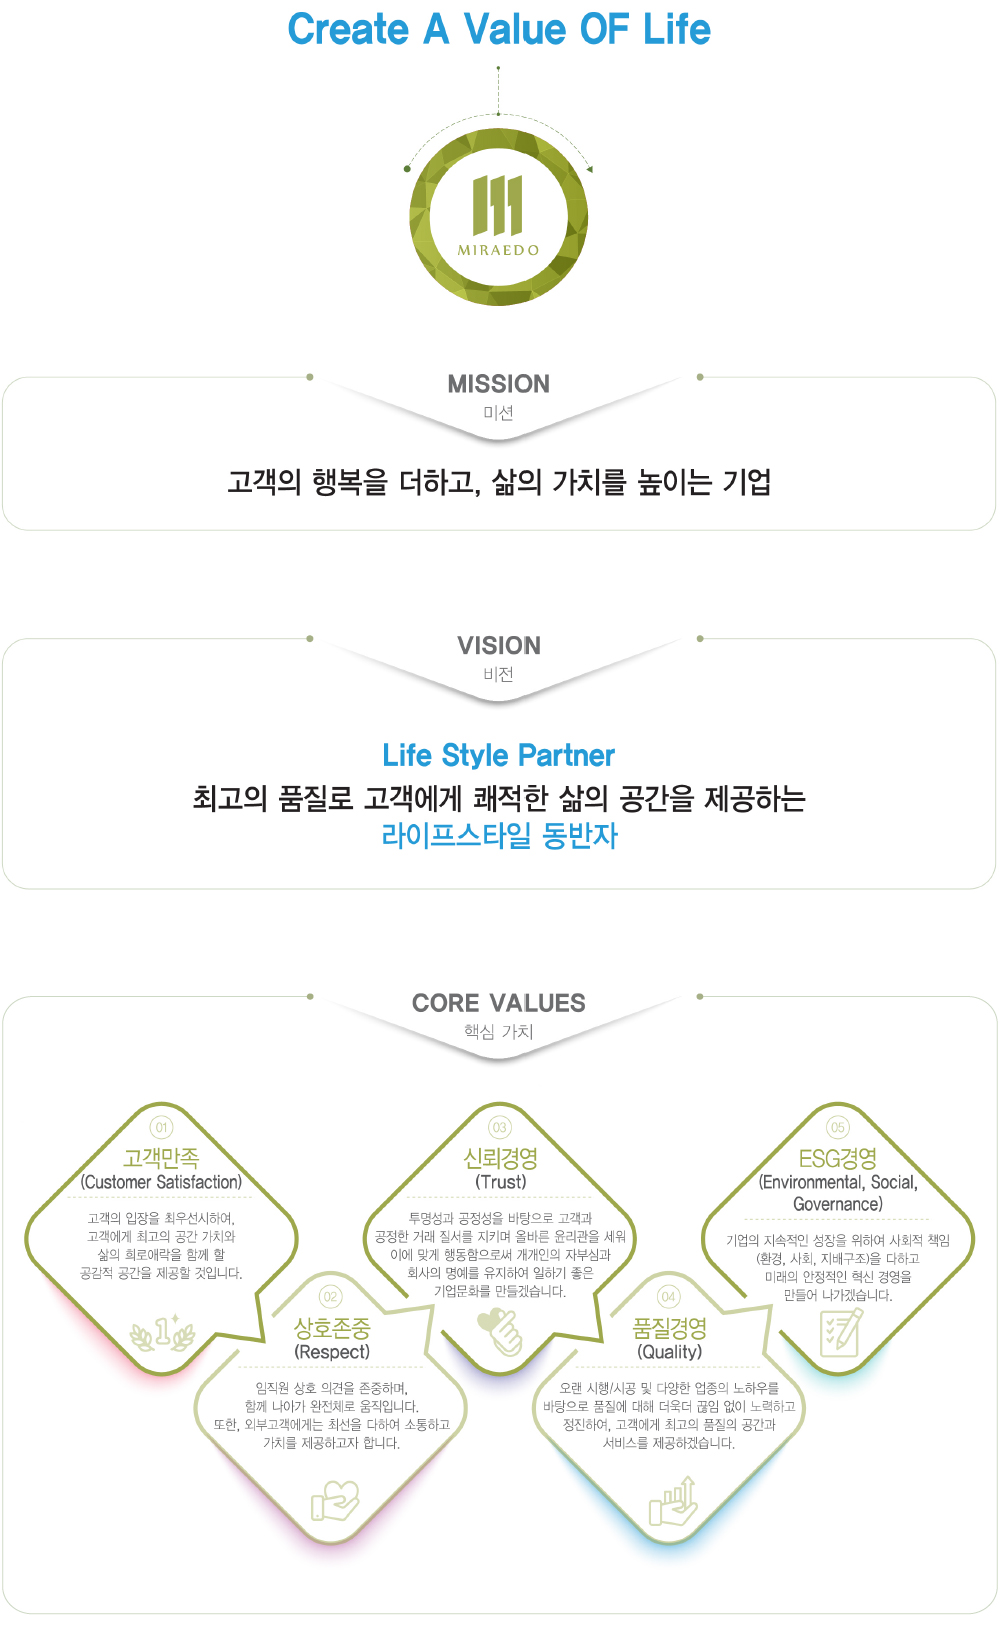 Create A Value OF Life
MIRAEDO
MISSION
미션
고객의 행복을 더하고, 삶의 가치를 높이는 기업
VISION
비전
Life Style Partner
최고의 품질로 고객에게 쾌적한 삶의 공간을 제공하는
라이프스타일 동반자
CORE VALUES
핵심 가치
01
고객만족
(Customer Satisfaction)
고객의 입장을 최우선시하여,
고객에게 최고의 공간 가치와
삶의 희로애락을 함께 할
공감적 공간을 제공할 것입니다.
1
02
상호존중
(Respect)
임직원 상호 의견을 존중하며,
함께 나아가 완전체로 움직입니다.
또한, 외부고객에게는 최선을 다하여 소통하고
가치를 제공하고자 합니다.
03
신뢰경영
(Trust)
투명성과 공정성을 바탕으로 고객과
공정한 거래 질서를 지키며 올바른 윤리관을 세워
이에 맞게 행동함으로써 개개인의 자부심과
회사의 명예를 유지하여 일하기 좋은
기업문화를 만들겠습니다.
04
품질경영
(Quality)
오랜 시행/시공 및 다양한 업종의 노하우를
바탕으로 품질에 대해 더욱더 끊임 없이 노력하고
정진하여, 고객에게 최고의 품질의 공간과
서비스를 제공하겠습니다.
05
ESG경영
(Environmental, Social,
Governance)
기업의 지속적인 성장을 위하여 사회적 책임
(환경, 사회, 지배구조)을 다하고
미래의 안정적인 혁신 경영을
만들어 나가겠습니다.